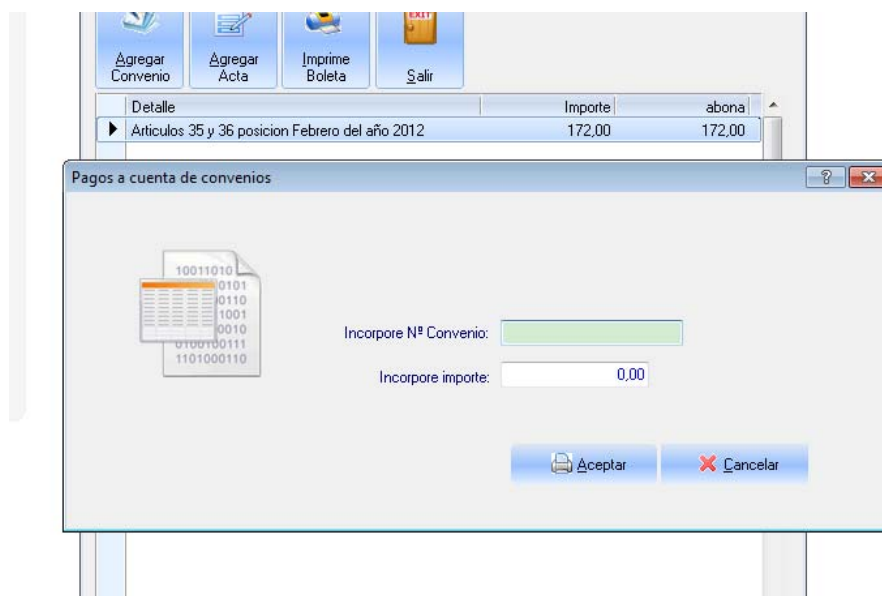 EXIT
Agregar
Convenio
Agregar
Acta
Imprime
Boleta
Salir
Detalle Importe abona
Articulos 35 y 36 posicion Febrero del año 2012 172,00 172,00
Pagos a cuenta de convenios
10011010
0101
0110
1001
0010
0100100111
1101000110
Incorpore Nª Convenio:
Incorpore importe: 0,00
Aceptar Cancelar